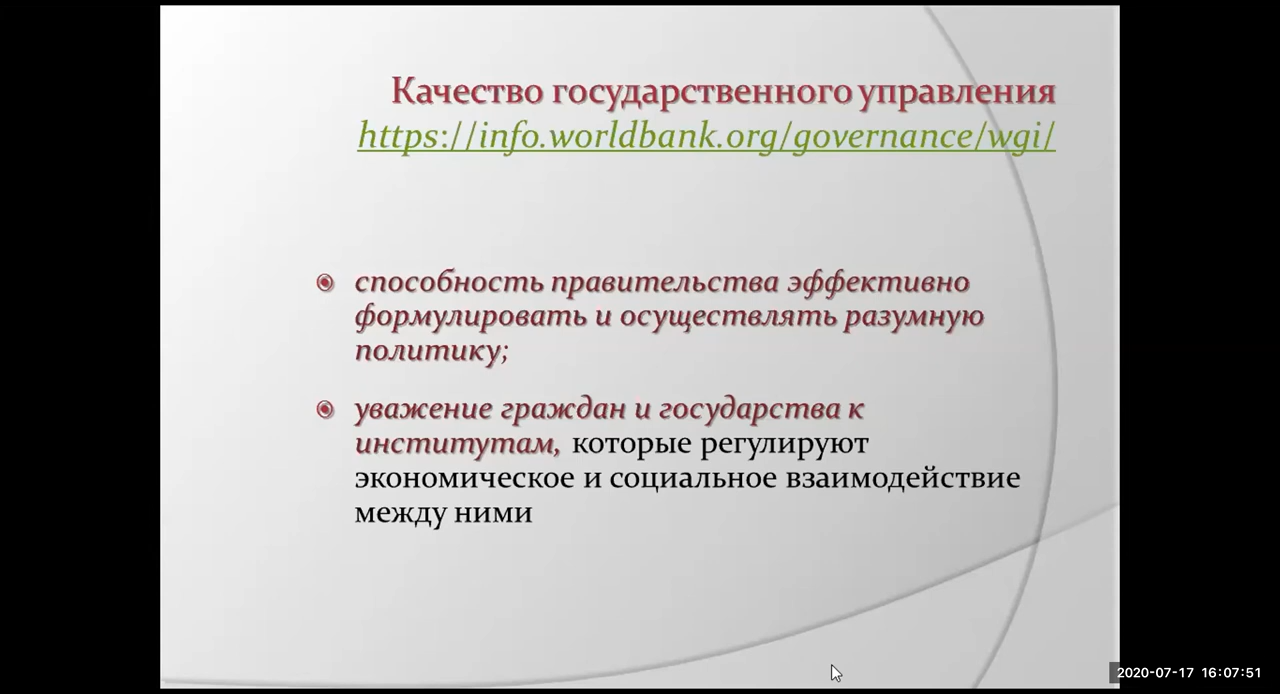 Качество государственного управления
https://info.worldbank.org/governance/wgi/
способность правительства эффективно
формулировать и осуществлять разумную
политику;
уважение граждан и государства к
институтам, которые регулируют
экономическое и социальное взаимодействие
между ними
2020-07-17 16:07:51